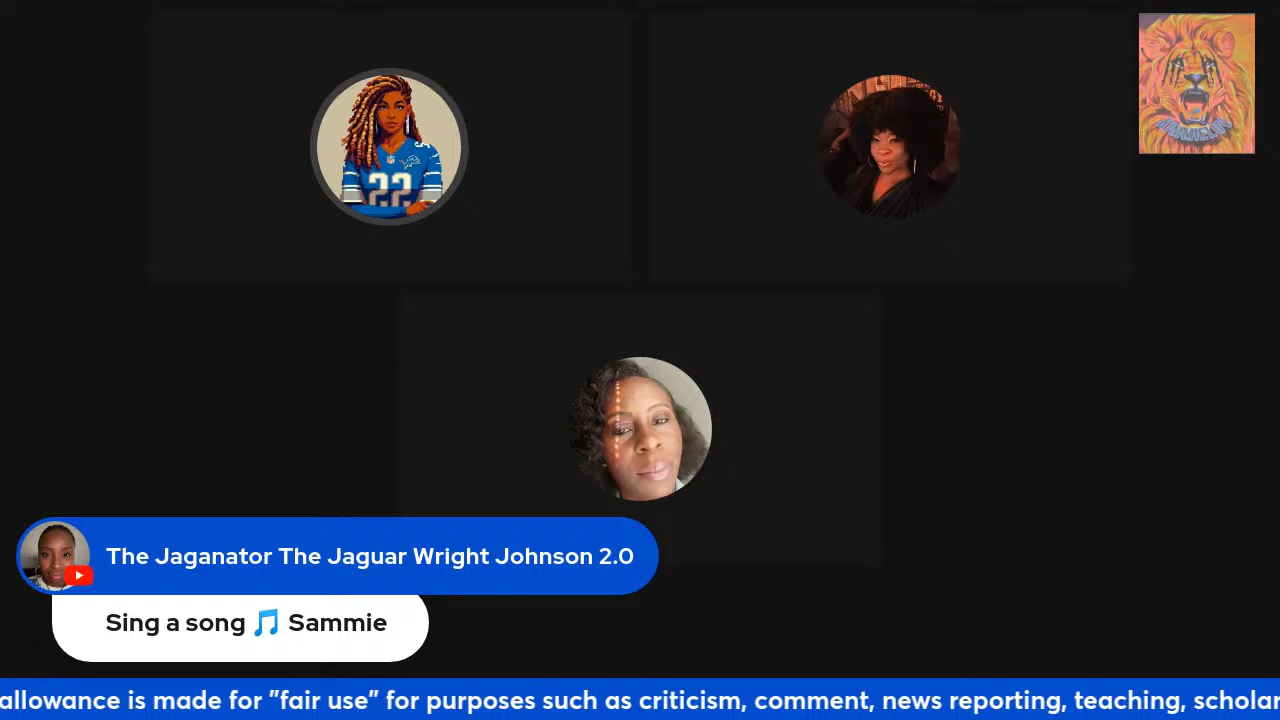 22
The Jaganator The Jaguar Wright Johnson 2.0
Sing a song 🎵 Sammie
allowance is made for "fair use" for purposes such as criticism, comment, news reporting, teaching, scholar